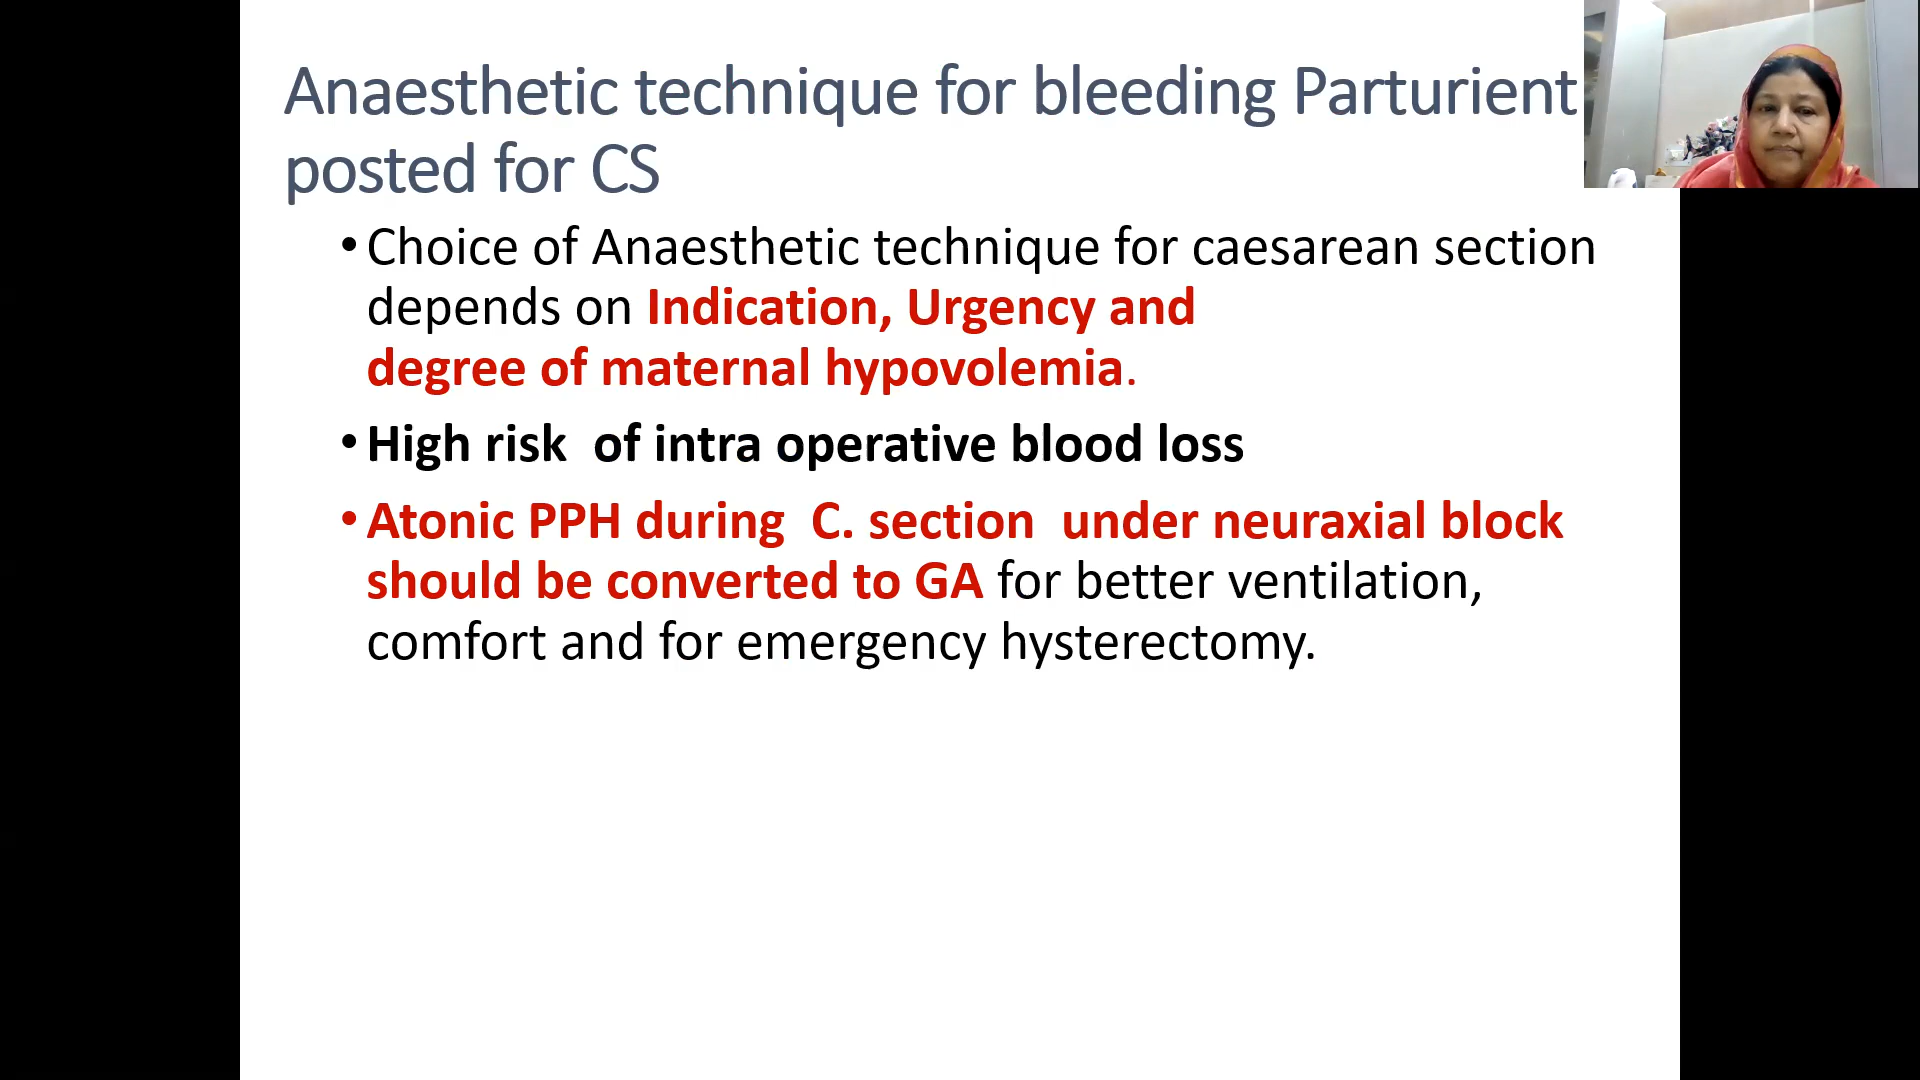 Anaesthetic technique for bleeding Parturient
posted for CS
•Choice of Anaesthetic technique for caesarean section
depends on Indication, Urgency and
degree of maternal hypovolemia.
•High risk  of intra operative blood loss
•Atonic PPH during  C. section  under neuraxial block
should be converted to GA for better ventilation,
comfort and for emergency hysterectomy.